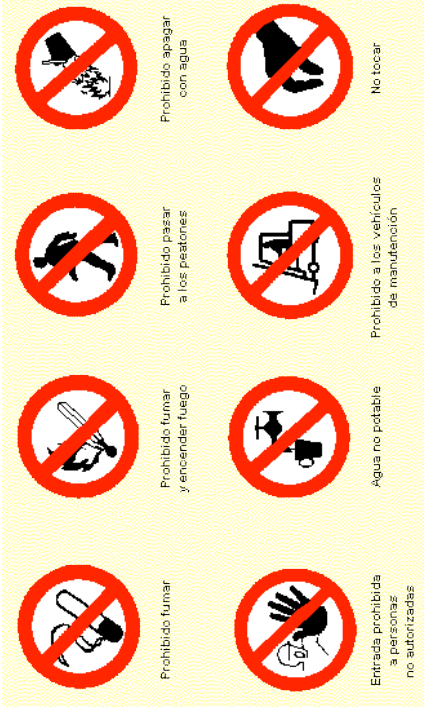 Prohibido fumar
Prohibido fumar
y encender fuego
Prohibido pasar
a los peatones
Prohibido apagar
con agua
Entrada prohibida
a personas
no autorizadas
Agua no potable
Prohibido a los vehículos
de manutención
No tocar